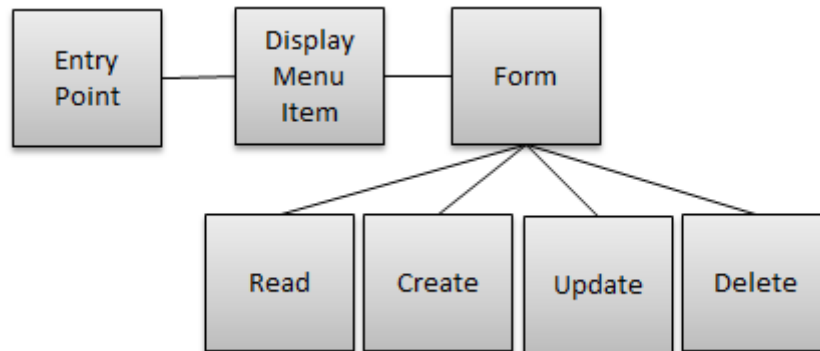 Entry
Point
Display
Menu
Item
Form
Read
Create
Update
Delete